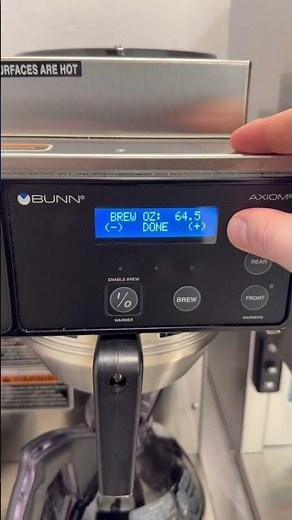 URFACES ARE HOT
BUNN®
AXIOM®
BREW OZ: 64.5
(-) DONE (+)
REAR
ENABLE BREW
I/O
BREW
FRONT
WARMER
WARMERS